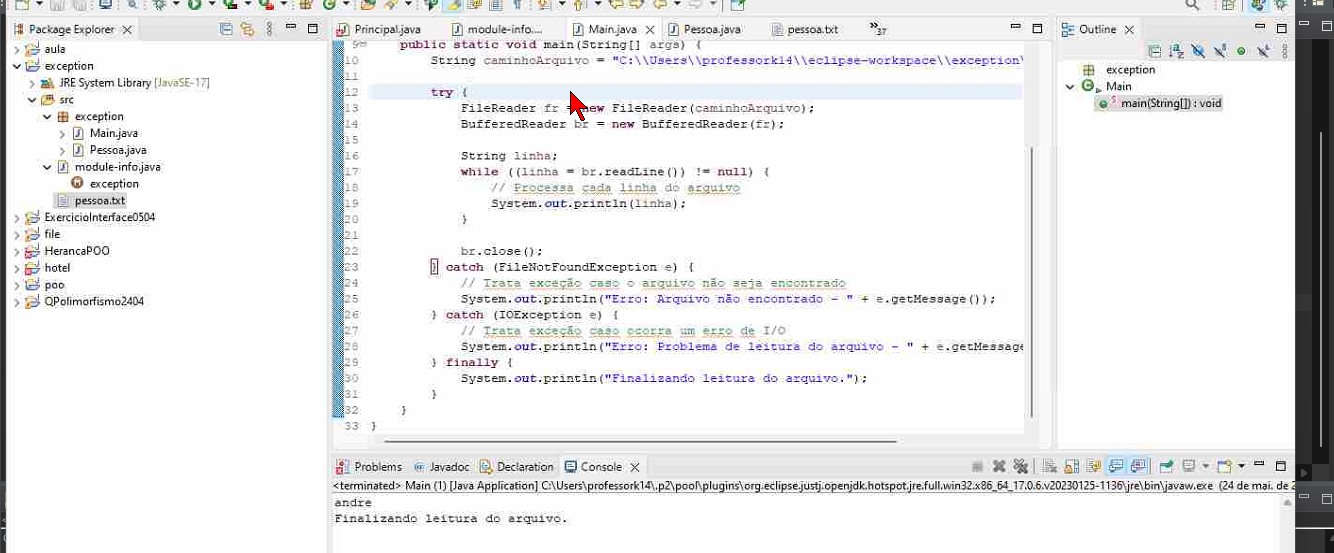 Package Explorer
aula
exception
JRE System Library [JavaSE-17]
src
exception
Main.java
Pessoa.java
module-info.java
exception
pessoa.txt
ExercicioInterface0504
file
HerancaPOO
hotel
poo
QPolimorfismo2404
Principal.java
module-info....
Main.java
Pessoa.java
pessoa.txt
»37
9 public static void main(String[] args) {
10 String caminhoArquivo = "C:\\Users\\professork14\\eclipse-workspace\\exception\
11
12 try {
13 FileReader fr = new FileReader(caminhoArquivo);
14 BufferedReader br = new BufferedReader(fr);
15
16 String linha;
17 while ((linha = br.readLine()) != null) {
18 // Processa cada linha do arquivo
19 System.out.println(linha);
20 }
21
22 br.close();
23 } catch (FileNotFoundException e) {
24 // Trata exceção caso o arquivo não seja encontrado
25 System.out.println("Erro: Arquivo não encontrado - " + e.getMessage());
26 } catch (IOException e) {
27 // Trata exceção caso ocorra um erro de I/O
28 System.out.println("Erro: Problema de leitura do arquivo - " + e.getMessage
29 } finally {
30 System.out.println("Finalizando leitura do arquivo.");
31 }
32 }
33 }
Outline
exception
Main
main(String[]) : void
Problems
Javadoc
Declaration
Console
<terminated> Main (1) [Java Application] C:\Users\professork14\.p2\pool\plugins\org.eclipse.justj.openjdk.hotspot.jre.full.win32.x86_64_17.0.6.v20230125-1136\jre\bin\javaw.exe (24 de mai. de 2
andre
Finalizando leitura do arquivo.